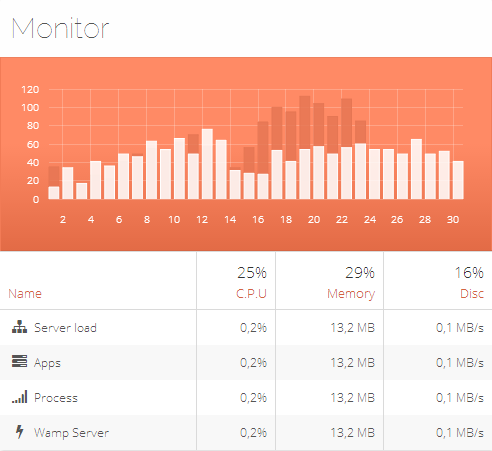 Monitor
120
100
80
60
40
20
0
2 4 6 8 10 12 14 16 18 20 22 24 26 28 30
25% 29% 16%
Name C.P.U Memory Disc
Server load 0,2% 13,2 MB 0,1 MB/s
Apps 0,2% 13,2 MB 0,1 MB/s
Process 0,2% 13,2 MB 0,1 MB/s
Wamp Server 0,2% 13,2 MB 0,1 MB/s